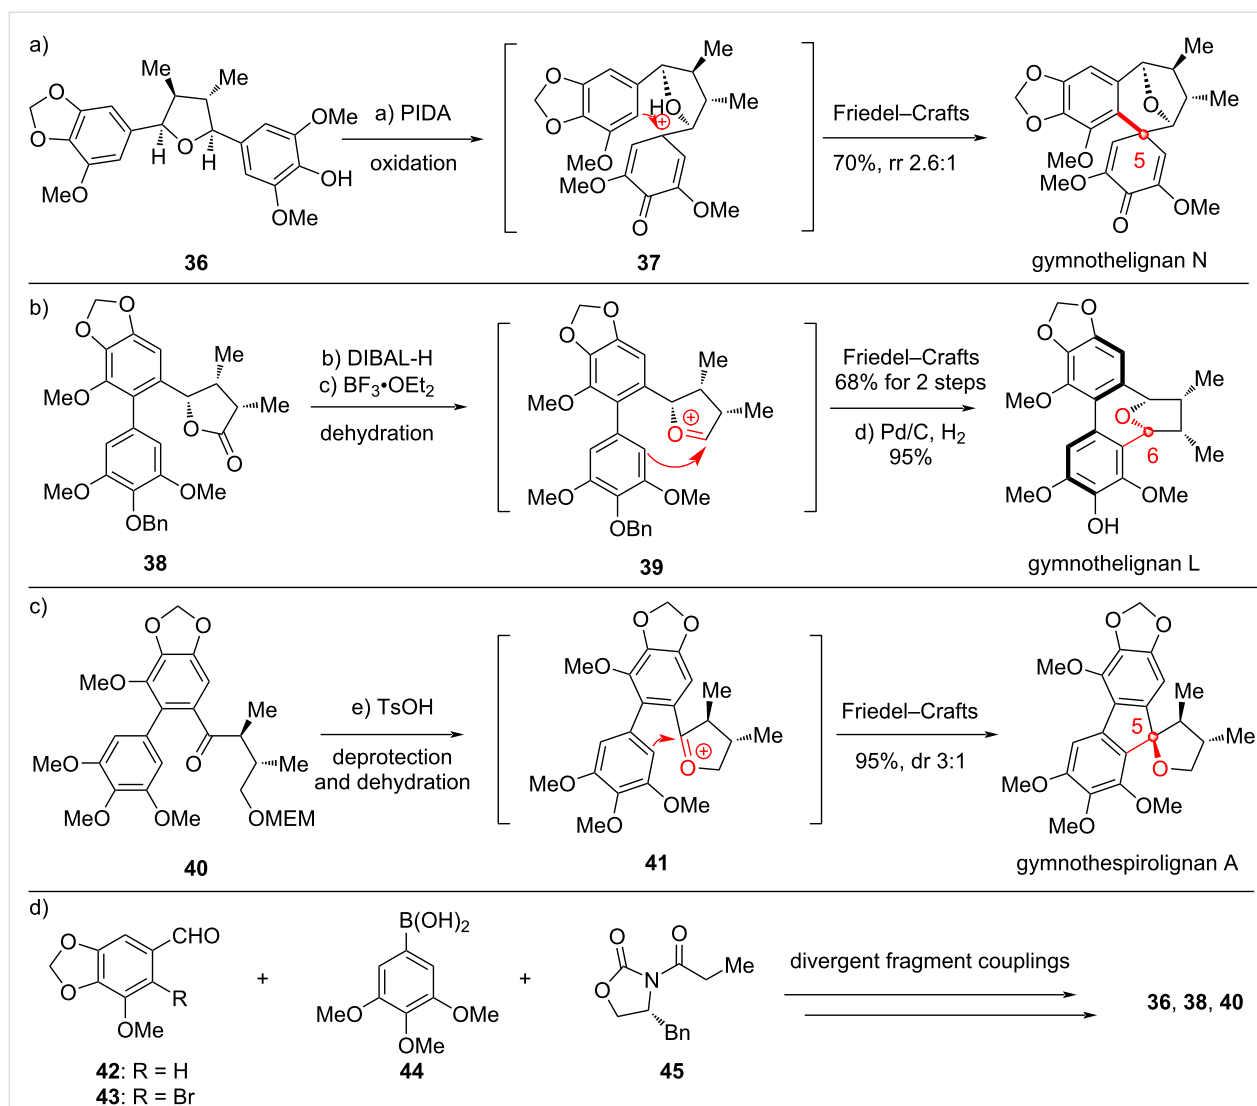 a)
O
O
MeO
Me
Me
H
O
H
OMe
OH
OMe
36
a) PIDA
oxidation
O
O
OMe
HO
⊕
Me
Me
MeO
O
OMe
37
Friedel–Crafts
70%, rr 2.6:1
O
O
MeO
O
Me
Me
5
MeO
O
OMe
gymnothelignan N
b)
O
O
MeO
Me
Me
O
O
MeO
OMe
OBn
38
b) DIBAL-H
c) BF3•OEt2
dehydration
O
O
MeO
Me
Me
⊕
O
MeO
OMe
OBn
39
Friedel–Crafts
68% for 2 steps
d) Pd/C, H2
95%
O
O
MeO
O
Me
Me
6
MeO
OMe
OH
gymnothelignan L
c)
O
O
MeO
Me
O
Me
MeO
MeO
OMe
OMEM
40
e) TsOH
deprotection
and dehydration
O
O
MeO
Me
Me
⊕
O
MeO
OMe
MeO
41
Friedel–Crafts
95%, dr 3:1
O
O
MeO
Me
5
Me
O
MeO
OMe
MeO
gymnothespirolignan A
d)
CHO
O
O
R
OMe
42: R = H
43: R = Br
+
B(OH)2
MeO
OMe
OMe
44
+
O
O
O
N
Me
Bn
45
divergent fragment couplings
36, 38, 40